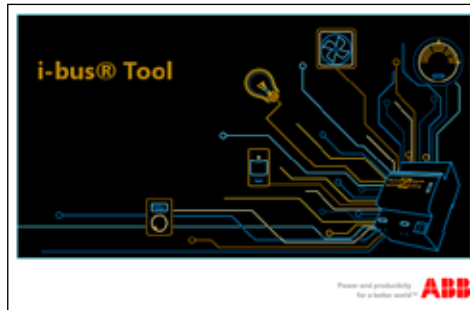 i-bus® Tool
Power and productivity
for a better world™
ABB